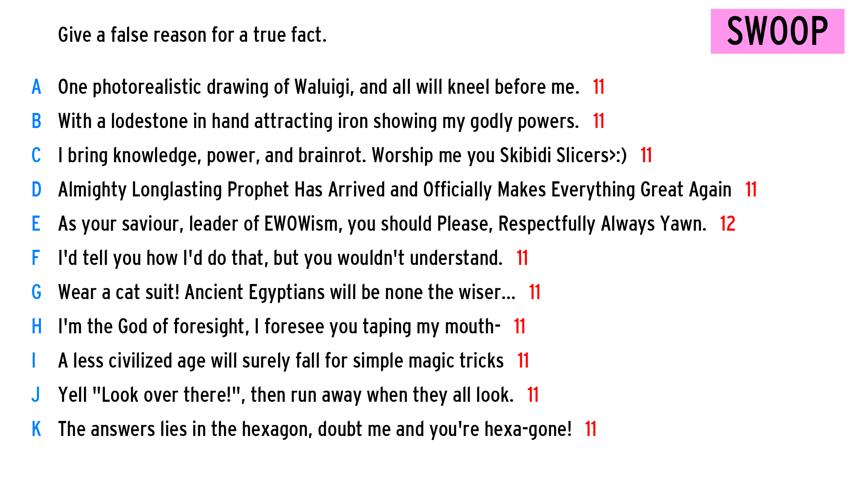 Give a false reason for a true fact.
SWOOP
A One photorealistic drawing of Waluigi, and all will kneel before me. 11
B With a lodestone in hand attracting iron showing my godly powers. 11
C I bring knowledge, power, and brainrot. Worship me you Skibidi Slicers>:) 11
D Almighty Longlasting Prophet Has Arrived and Officially Makes Everything Great Again 11
E As your saviour, leader of EWOWism, you should Please, Respectfully Always Yawn. 12
F I'd tell you how I'd do that, but you wouldn't understand. 11
G Wear a cat suit! Ancient Egyptians will be none the wiser... 11
H I'm the God of foresight, I foresee you taping my mouth- 11
I A less civilized age will surely fall for simple magic tricks 11
J Yell "Look over there!", then run away when they all look. 11
K The answers lies in the hexagon, doubt me and you're hexa-gone! 11